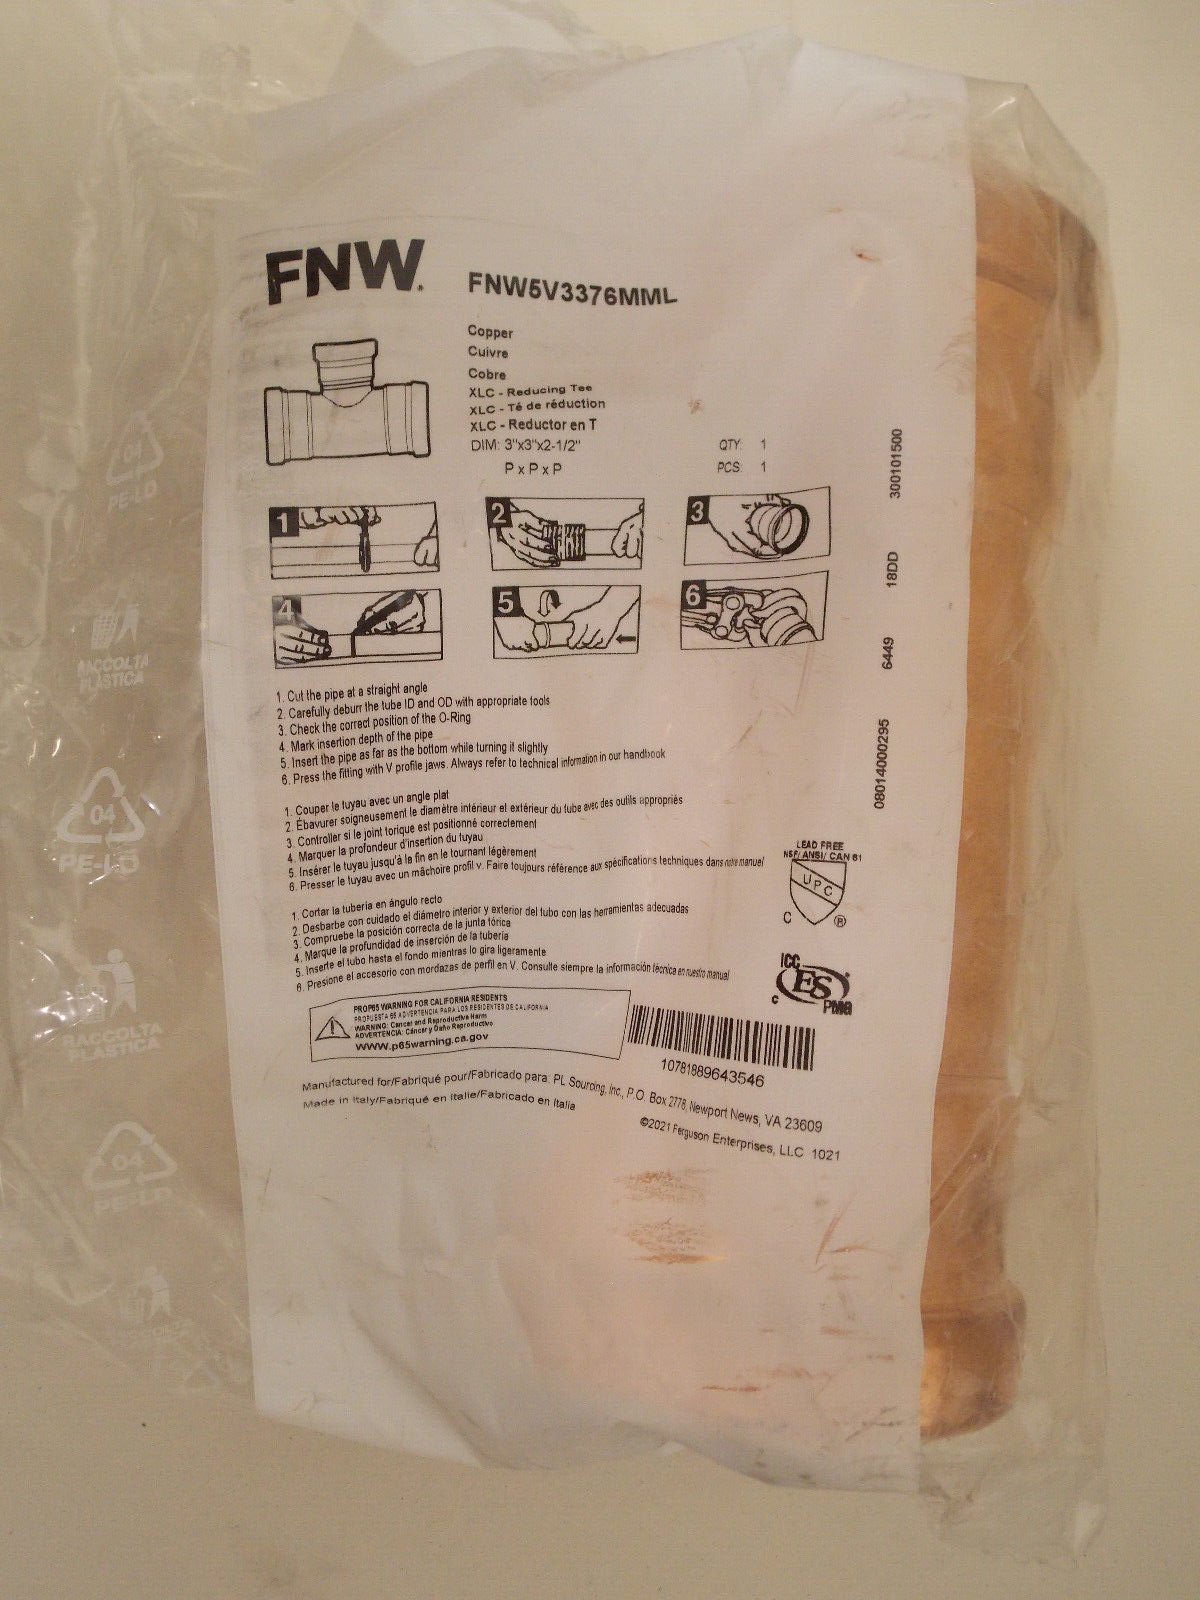 FNW®
FNW5V3376MML
Copper
Cuivre
Cobre
XLC - Reducing Tee
XLC - Té de réduction
XLC - Reductor en T
DIM: 3"x3"x2-1/2"
P x P x P
QTY: 1
PCS: 1
1
2
3
4
5
6
1. Cut the pipe at a straight angle
2. Carefully deburr the tube ID and OD with appropriate tools
3. Check the correct position of the O-Ring
4. Mark insertion depth of the pipe
5. Insert the pipe as far as the bottom while turning it slightly
6. Press the fitting with V profile jaws. Always refer to technical information in our handbook
1. Couper le tuyau avec un angle plat
2. Ébavurer soigneusement le diamètre intérieur et extérieur du tube avec des outils appropriés
3. Controller si le joint torique est positionné correctement
4. Marquer la profondeur d'insertion du tuyau
5. Insérer le tuyau jusqu'à la fin en le tournant légèrement
6. Presser le tuyau avec un mâchoire profil v. Faire toujours référence aux spécifications techniques dans notre manuel
1. Cortar la tubería en ángulo recto
2. Desbarbe con cuidado el diámetro interior y exterior del tubo con las herramientas adecuadas
3. Compruebe la posición correcta de la junta tórica
4. Marque la profundidad de inserción de la tubería
5. Inserte el tubo hasta el fondo mientras lo gira ligeramente
6. Presione el accesorio con mordazas de perfil en V. Consulte siempre la información técnica en nuestro manual
PROP65 WARNING FOR CALIFORNIA RESIDENTS
PROPUESTA 65 ADVERTENCIA PARA LOS RESIDENTES DE CALIFORNIA
WARNING: Cancer and Reproductive Harm
ADVERTENCIA: Cáncer y Daño Reproductivo
www.p65warning.ca.gov
10781889643546
Manufactured for/Fabriqué pour/Fabricado para: PL Sourcing, Inc., P.O. Box 2778, Newport News, VA 23609
Made in Italy/Fabriqué en Italie/Fabricado en Italia
©2021 Ferguson Enterprises, LLC 1021
LEAD FREE
NSF/ANSI/CAN 61
UPC
C ®
ICC
ES
C PMG
08014000295 6449 18DD 300101500
04
PE-LD
RACCOLTA
PLASTICA
04
PE-LD
RACCOLTA
PLASTICA
04
PE-LD